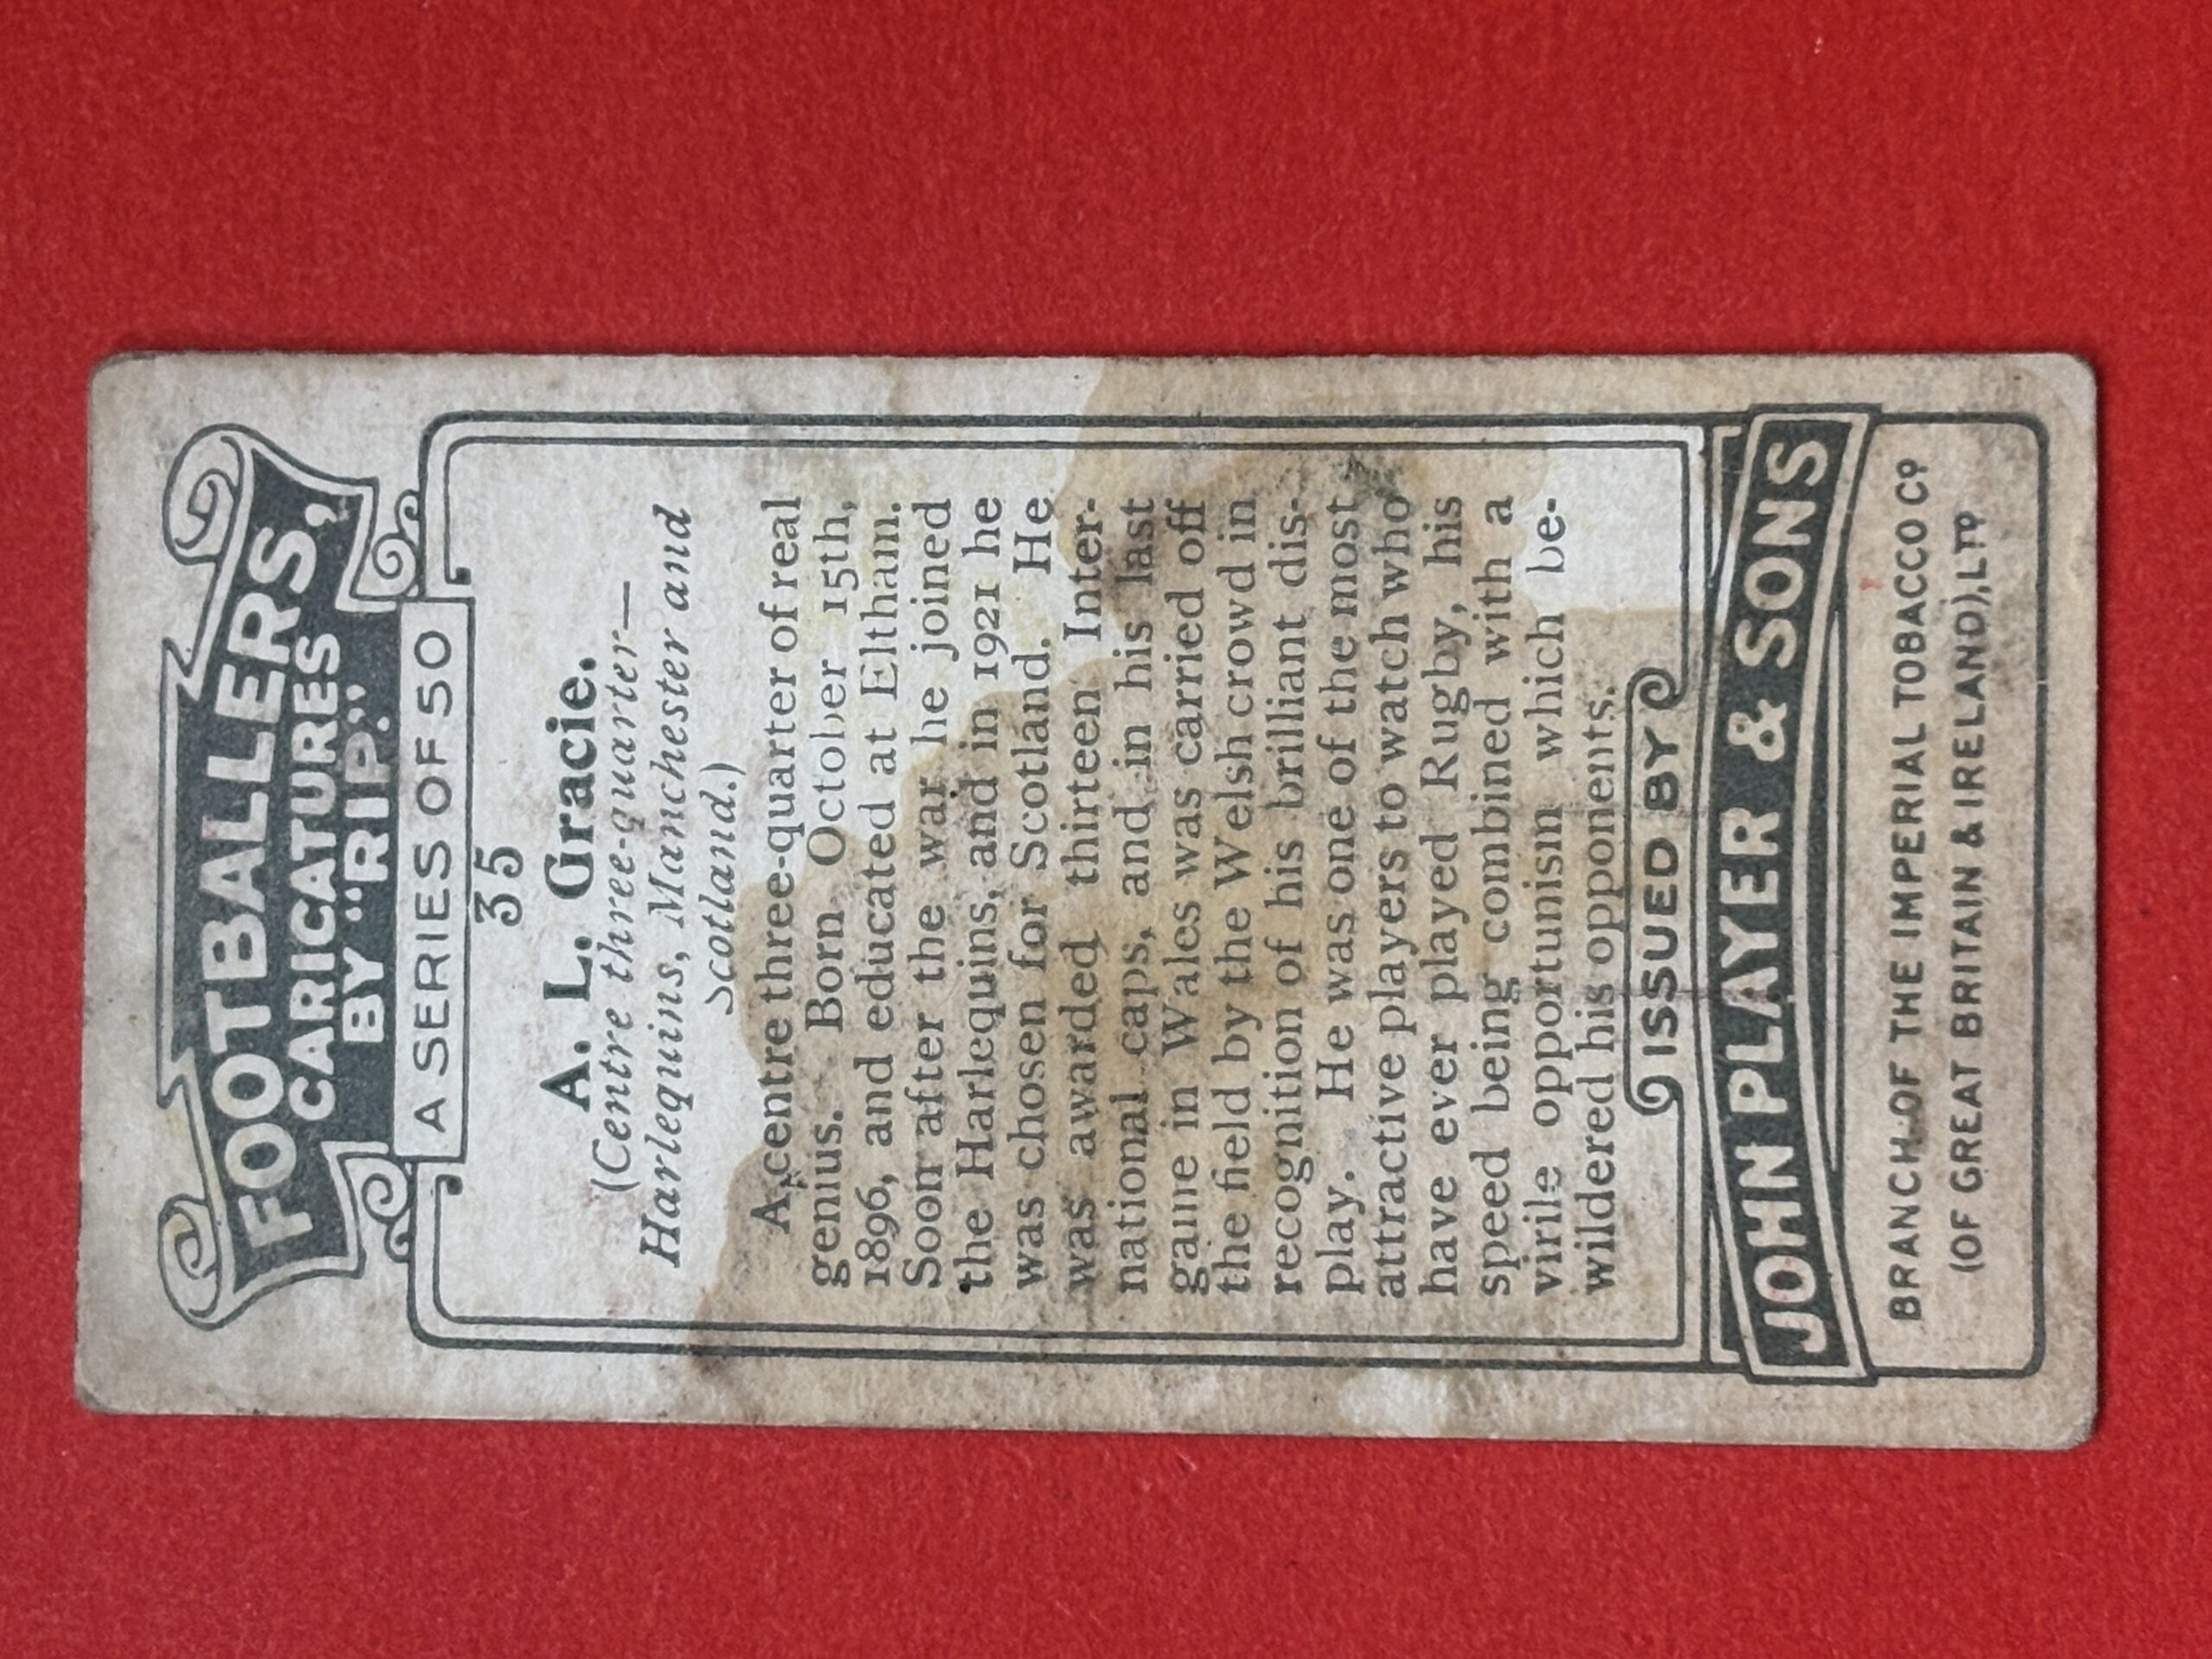 FOOTBALLERS,
CARICATURES
BY "RIP."
A SERIES OF 50
35
A. L. Gracie.
(Centre three-quarter—
Harlequins, Manchester and
Scotland.)
A centre three-quarter of real
genius. Born October 15th,
1896, and educated at Eltham.
Soon after the war he joined
the Harlequins, and in 1921 he
was chosen for Scotland. He
was awarded thirteen Inter-
national caps, and in his last
game in Wales was carried off
the field by the Welsh crowd in
recognition of his brilliant dis-
play. He was one of the most
attractive players to watch who
have ever played Rugby, his
speed being combined with a
virile opportunism which be-
wildered his opponents.
ISSUED BY
JOHN PLAYER & SONS
BRANCH OF THE IMPERIAL TOBACCO Cº
(OF GREAT BRITAIN & IRELAND), LTD